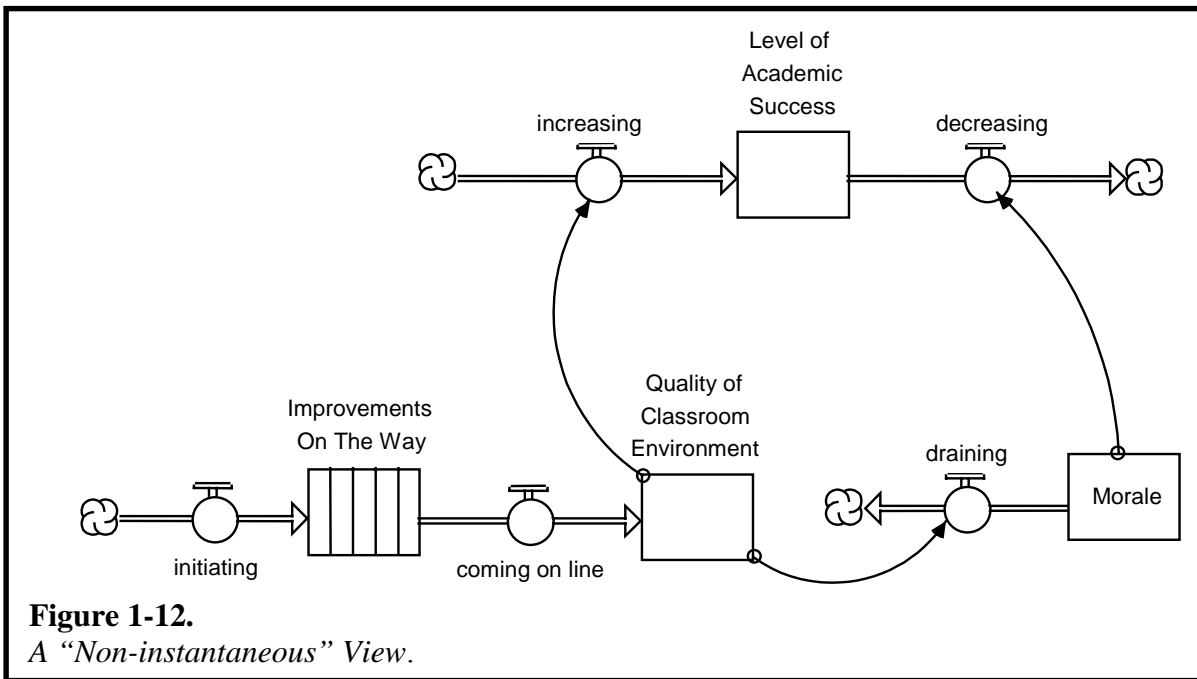 Level of
Academic
Success
increasing
decreasing
Quality of
Classroom
Environment
Improvements
On The Way
draining
Morale
initiating
coming on line
Figure 1-12.
A “Non-instantaneous” View.